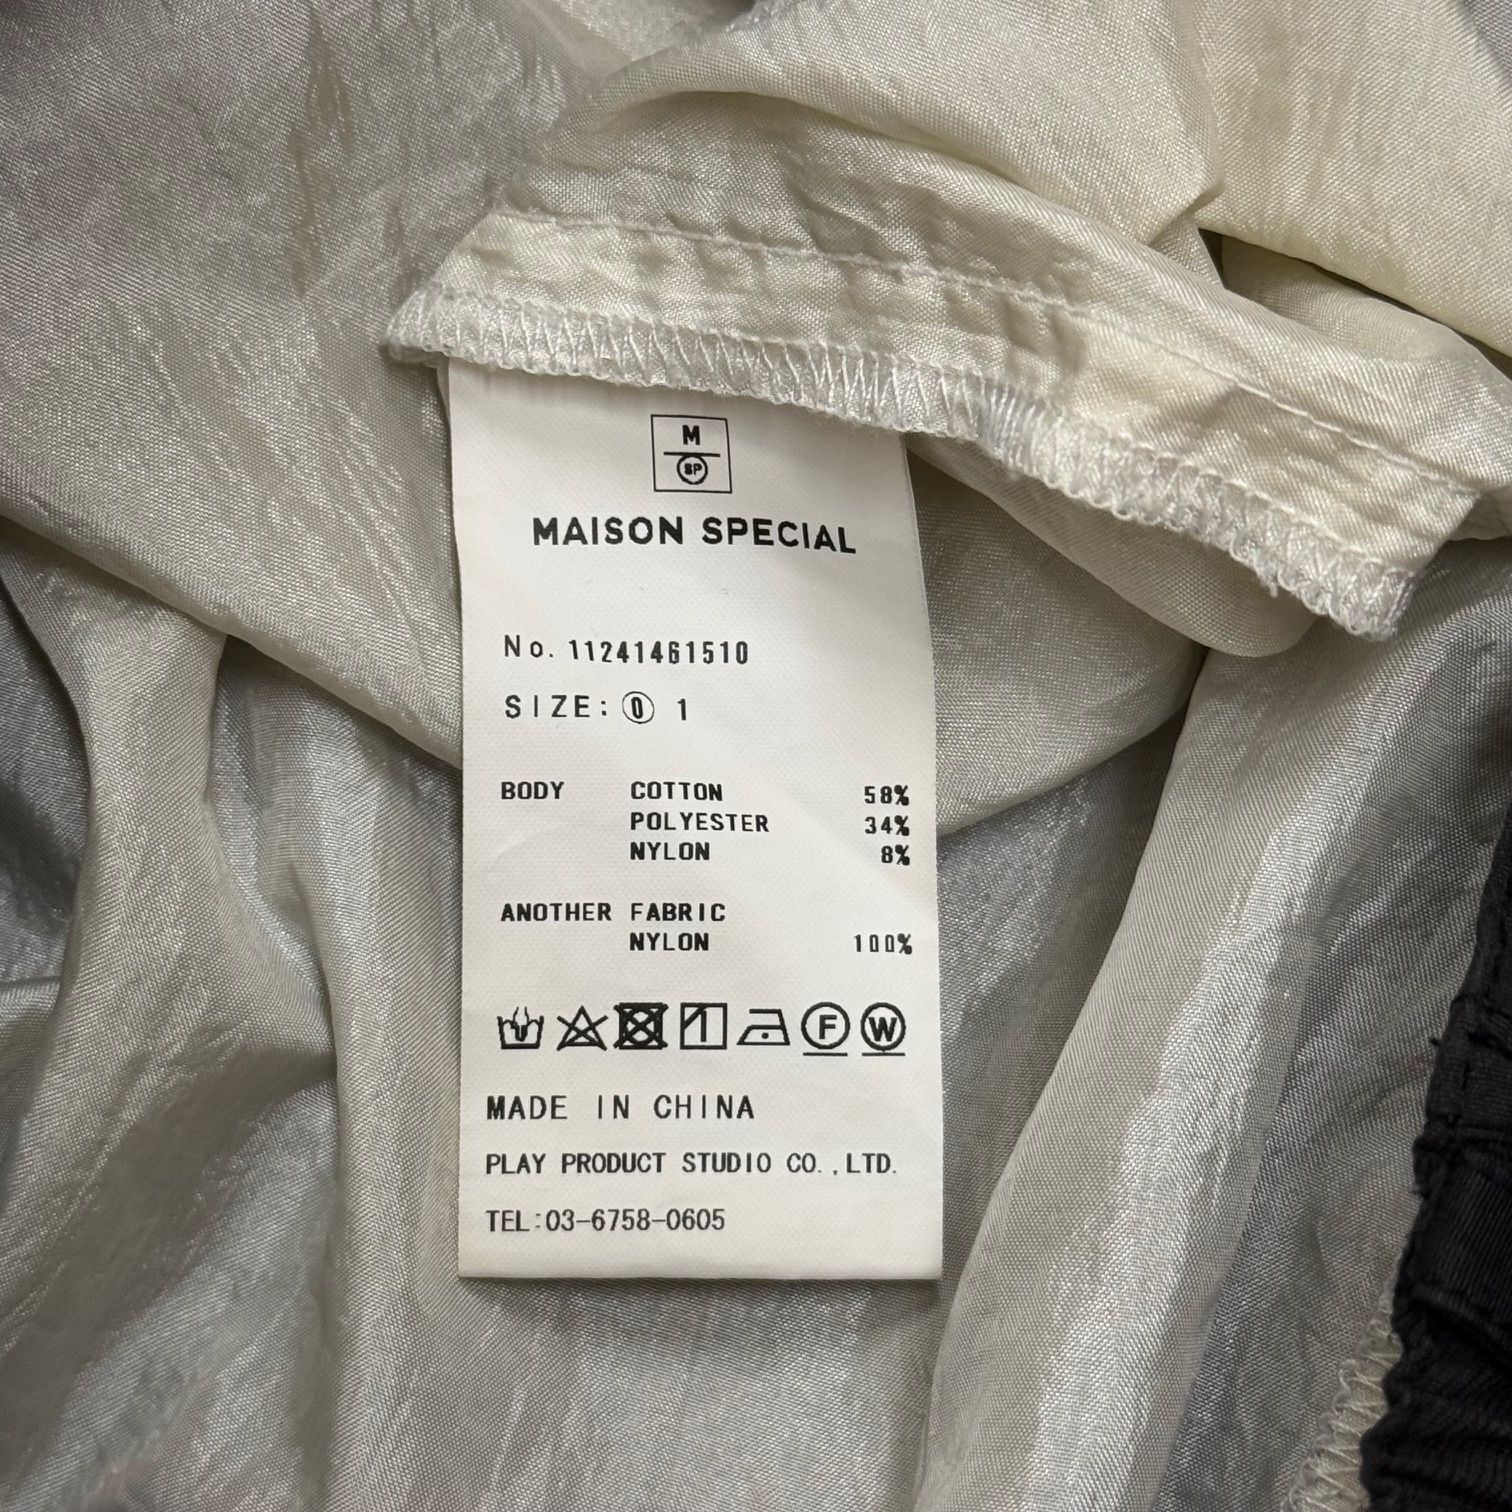 M
SP
MAISON SPECIAL
No. 11241461510
SIZE: ⓪ 1
BODY COTTON 58%
POLYESTER 34%
NYLON 8%
ANOTHER FABRIC
NYLON 100%
F W
MADE IN CHINA
PLAY PRODUCT STUDIO CO.,LTD.
TEL:03-6758-0605